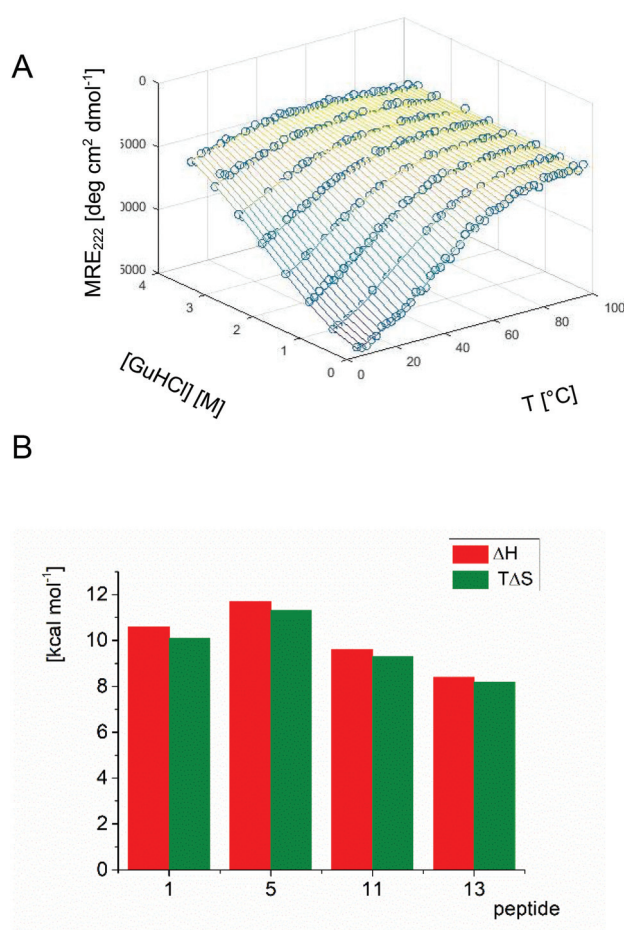 A
MRE222 [deg cm² dmol⁻¹]
0
5000
0000
5000
4
3
2
1
0
[GuHCl] [M]
0
20
40
60
80
100
T [°C]
B
[kcal mol⁻¹]
ΔH
TΔS
12
10
8
6
4
2
0
1 5 11 13
peptide